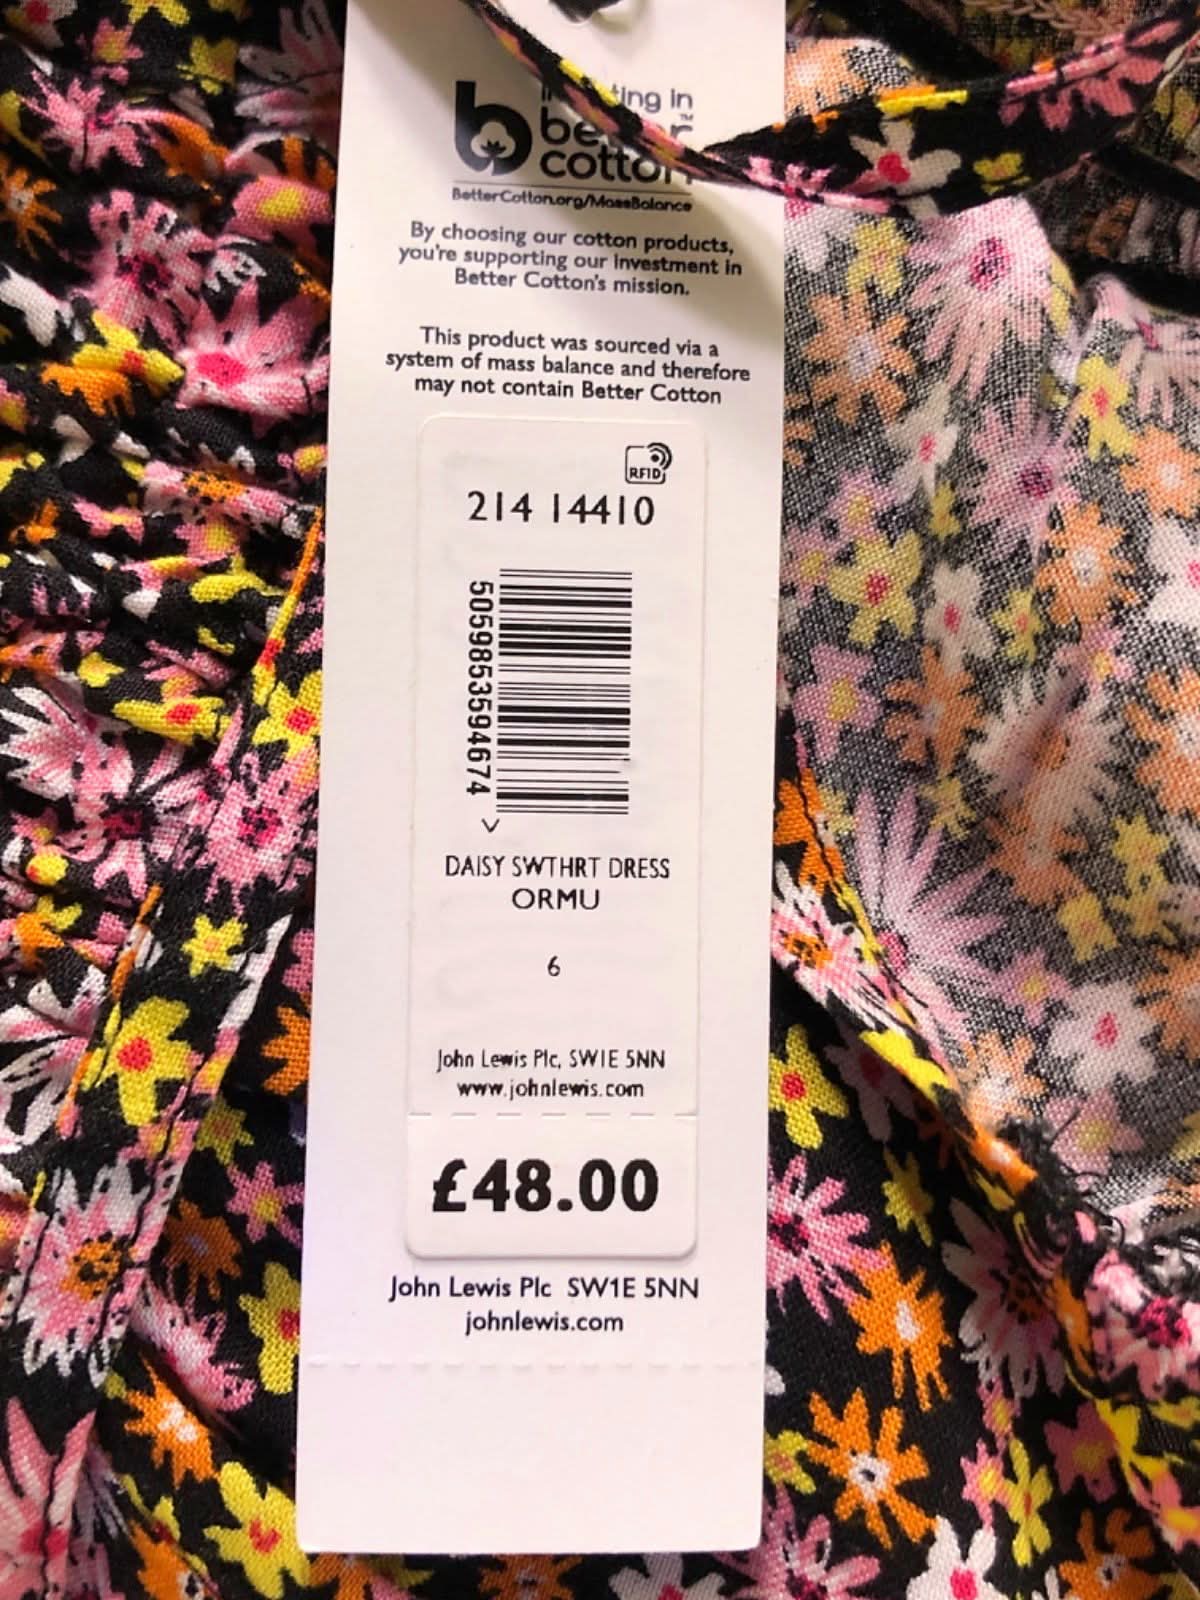 ting in
cotton
BetterCotton.org/MassBalance
By choosing our cotton products,
you're supporting our investment in
Better Cotton's mission.
This product was sourced via a
system of mass balance and therefore
may not contain Better Cotton
RFID
214 14410
5059853594674
DAISY SWTHRT DRESS
ORMU
6
John Lewis Plc, SW1E 5NN
www.johnlewis.com
£48.00
John Lewis Plc SW1E 5NN
johnlewis.com